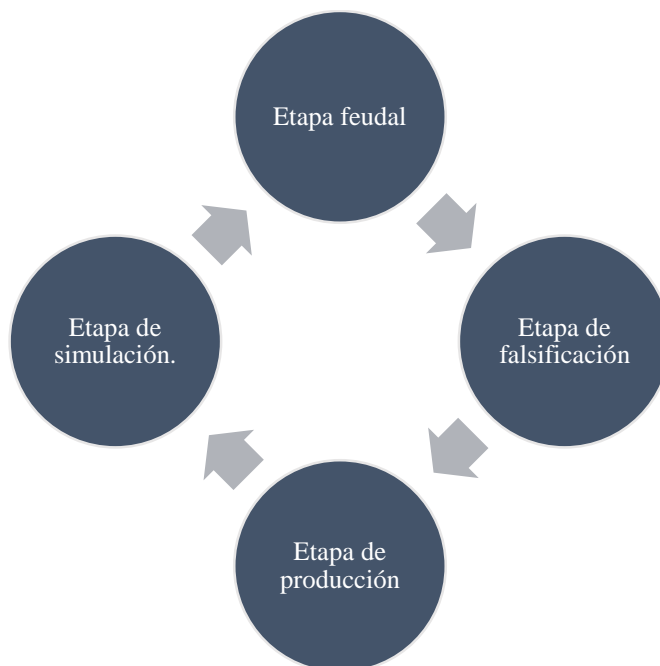 Etapa feudal
Etapa de
falsificación
Etapa de
producción
Etapa de
simulación.